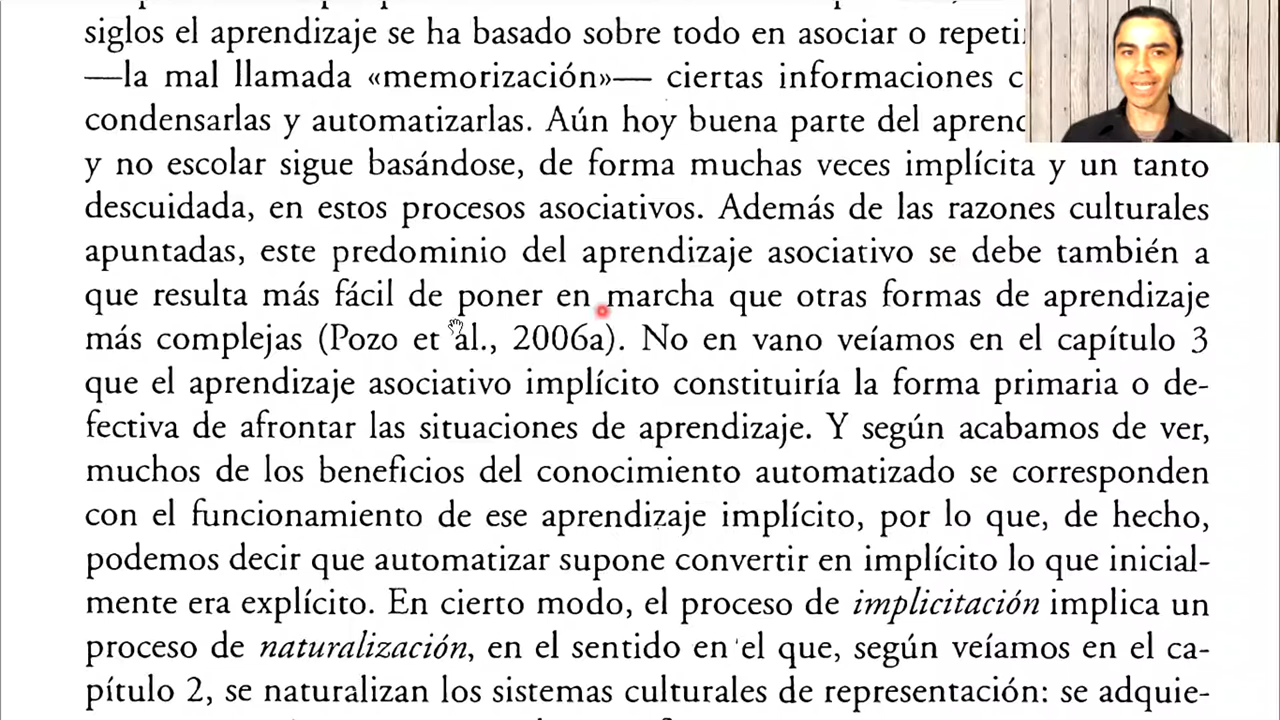 siglos el aprendizaje se ha basado sobre todo en asociar o
—la mal llamada «memorización»— ciertas informaciones
condensarlas y automatizarlas. Aún hoy buena parte del
y no escolar sigue basándose, de forma muchas veces implícita y un tanto
descuidada, en estos procesos asociativos. Además de las razones culturales
apuntadas, este predominio del aprendizaje asociativo se debe también a
que resulta más fácil de poner en marcha que otras formas de aprendizaje
más complejas (Pozo et al., 2006a). No en vano veíamos en el capítulo 3
que el aprendizaje asociativo implícito constituiría la forma primaria o de-
fectiva de afrontar las situaciones de aprendizaje. Y según acabamos de ver,
muchos de los beneficios del conocimiento automatizado se corresponden
con el funcionamiento de ese aprendizaje implícito, por lo que, de hecho,
podemos decir que automatizar supone convertir en implícito lo que inicial-
mente era explícito. En cierto modo, el proceso de implicitación implica un
proceso de naturalización, en el sentido en el que, según veíamos en el ca-
pítulo 2, se naturalizan los sistemas culturales de representación: se adquie-